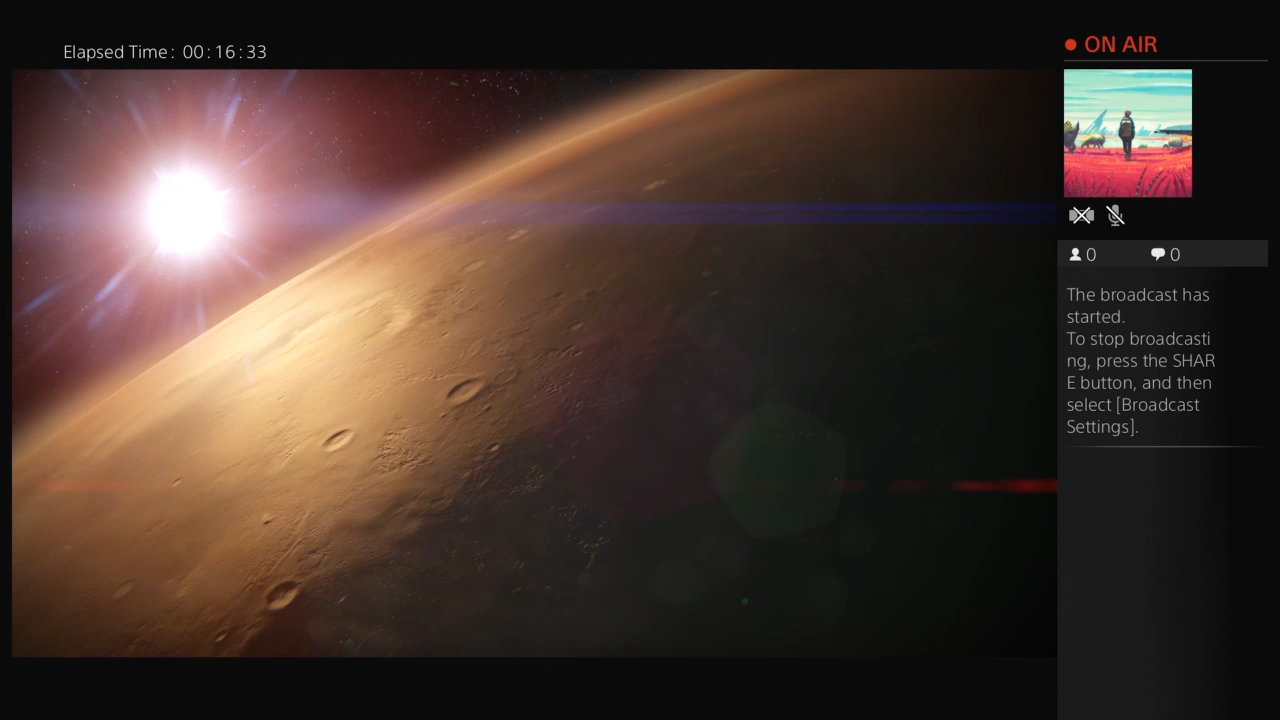 Elapsed Time: 00:16:33
ON AIR
0 0
The broadcast has
started.
To stop broadcasti
ng, press the SHAR
E button, and then
select [Broadcast
Settings].